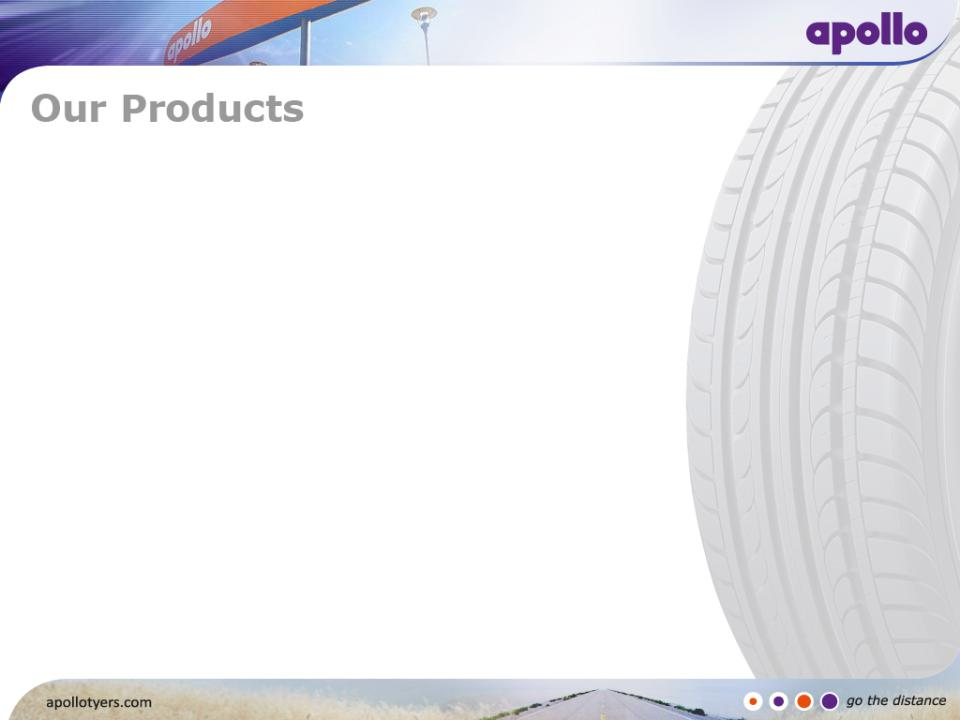 apollo
apollo
Our Products
apollotyers.com
go the distance